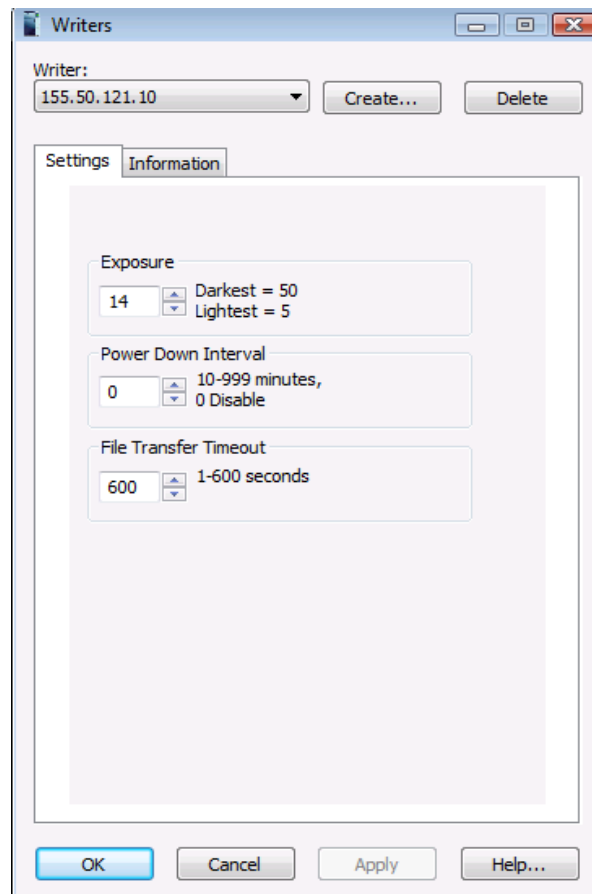 Writers
Writer:
155.50.121.10
Create...
Delete
Settings
Information
Exposure
14
Darkest = 50
Lightest = 5
Power Down Interval
0
10-999 minutes,
0 Disable
File Transfer Timeout
600
1-600 seconds
OK
Cancel
Apply
Help...